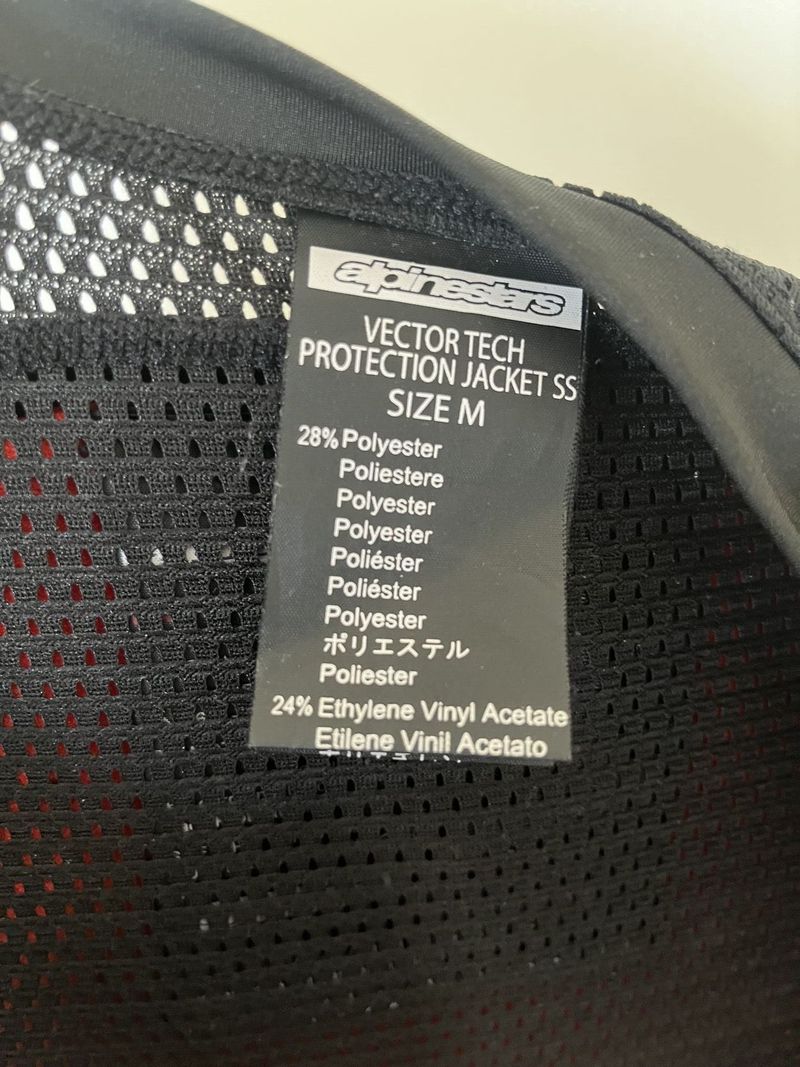 alpinestars
VECTOR TECH
PROTECTION JACKET SS
SIZE M
28% Polyester
Poliestere
Polyester
Polyester
Poliéster
Poliéster
Polyester
ポリエステル
Poliester
24% Ethylene Vinyl Acetate
Etilene Vinil Acetato